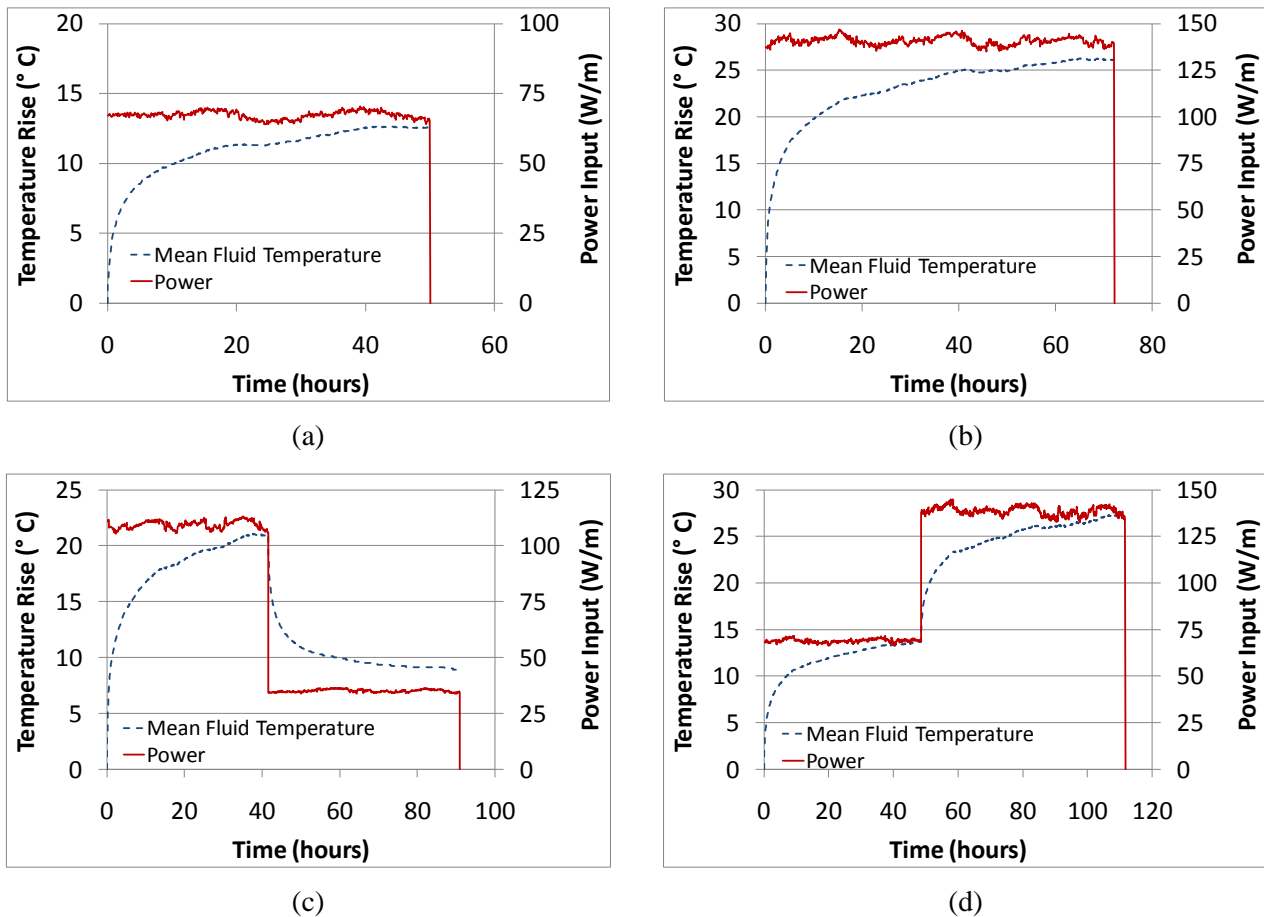 20 100
15 75
10 50
5 25
0 0
0 20 40 60
Temperature Rise (° C)
Power Input (W/m)
Mean Fluid Temperature
Power
Time (hours)
(a)
30 150
25 125
20 100
15 75
10 50
5 25
0 0
0 20 40 60 80
Temperature Rise (° C)
Power Input (W/m)
Mean Fluid Temperature
Power
Time (hours)
(b)
25 125
20 100
15 75
10 50
5 25
0 0
0 20 40 60 80 100
Temperature Rise (° C)
Power Input (W/m)
Mean Fluid Temperature
Power
Time (hours)
(c)
30 150
25 125
20 100
15 75
10 50
5 25
0 0
0 20 40 60 80 100 120
Temperature Rise (° C)
Power Input (W/m)
Mean Fluid Temperature
Power
Time (hours)
(d)